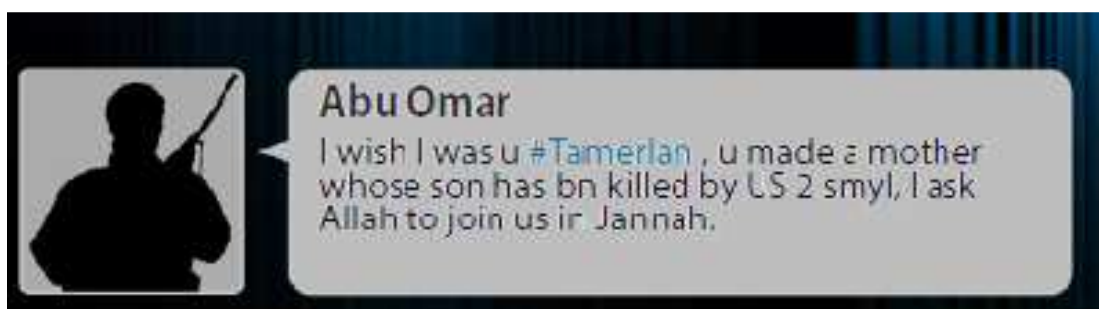 Abu Omar
I wish I was u #Tamerlan , u made a mother
whose son has bn killed by US 2 smyl, I ask
Allah to join us in Jannah.